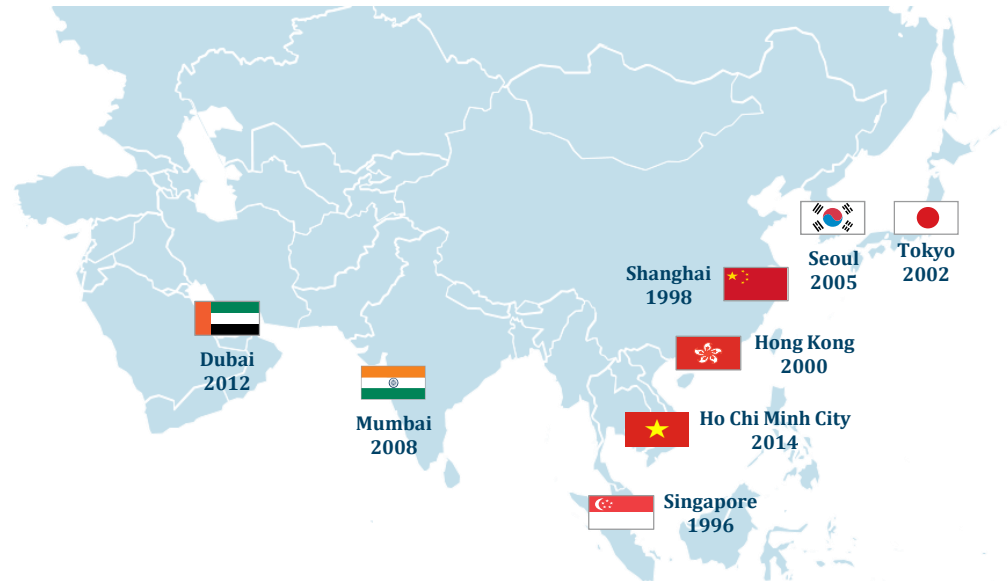 Seoul
2005
Tokyo
2002
Shanghai
1998
Hong Kong
2000
Dubai
2012
Mumbai
2008
Ho Chi Minh City
2014
Singapore
1996